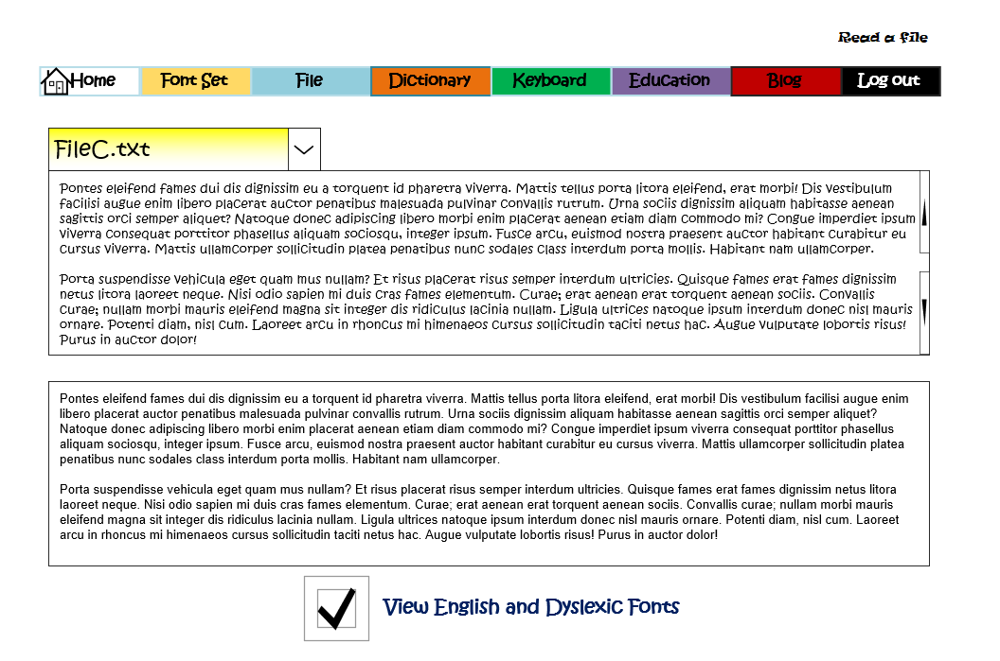 Read a file
Home Font Set File Dictionary Keyboard Education Blog Log out
FileC.txt
Pontes eleifend fames dui dis dignissim eu a torquent id pharetra viverra. Mattis tellus porta litora eleifend, erat morbi! Dis vestibulum
facilisi augue enim libero placerat auctor penatibus malesuada pulvinar convallis rutrum. Urna sociis dignissim aliquam habitasse aenean
sagittis orci semper aliquet? Natoque donec adipiscing libero morbi enim placerat aenean etiam diam commodo mi? Congue imperdiet ipsum
viverra consequat porttitor phasellus aliquam sociosqu, integer ipsum. Fusce arcu, euismod nostra praesent auctor habitant curabitur eu
cursus viverra. Mattis ullamcorper sollicitudin platea penatibus nunc sodales class interdum porta mollis. Habitant nam ullamcorper.
Porta suspendisse vehicula eget quam mus nullam? Et risus placerat risus semper interdum ultricies. Quisque fames erat fames dignissim
netus litora laoreet neque. Nisi odio sapien mi duis cras fames elementum. Curae; erat aenean erat torquent aenean sociis. Convallis
curae; nullam morbi mauris eleifend magna sit integer dis ridiculus lacinia nullam. Ligula ultrices natoque ipsum interdum donec nisl mauris
ornare. Potenti diam, nisl cum. Laoreet arcu in rhoncus mi himenaeos cursus sollicitudin taciti netus hac. Augue vulputate lobortis risus!
Purus in auctor dolor!
Pontes eleifend fames dui dis dignissim eu a torquent id pharetra viverra. Mattis tellus porta litora eleifend, erat morbi! Dis vestibulum facilisi augue enim
libero placerat auctor penatibus malesuada pulvinar convallis rutrum. Urna sociis dignissim aliquam habitasse aenean sagittis orci semper aliquet?
Natoque donec adipiscing libero morbi enim placerat aenean etiam diam commodo mi? Congue imperdiet ipsum viverra consequat porttitor phasellus
aliquam sociosqu, integer ipsum. Fusce arcu, euismod nostra praesent auctor habitant curabitur eu cursus viverra. Mattis ullamcorper sollicitudin platea
penatibus nunc sodales class interdum porta mollis. Habitant nam ullamcorper.
Porta suspendisse vehicula eget quam mus nullam? Et risus placerat risus semper interdum ultricies. Quisque fames erat fames dignissim netus litora
laoreet neque. Nisi odio sapien mi duis cras fames elementum. Curae; erat aenean erat torquent aenean sociis. Convallis curae; nullam morbi mauris
eleifend magna sit integer dis ridiculus lacinia nullam. Ligula ultrices natoque ipsum interdum donec nisl mauris ornare. Potenti diam, nisl cum. Laoreet
arcu in rhoncus mi himenaeos cursus sollicitudin taciti netus hac. Augue vulputate lobortis risus! Purus in auctor dolor!
View English and Dyslexic Fonts